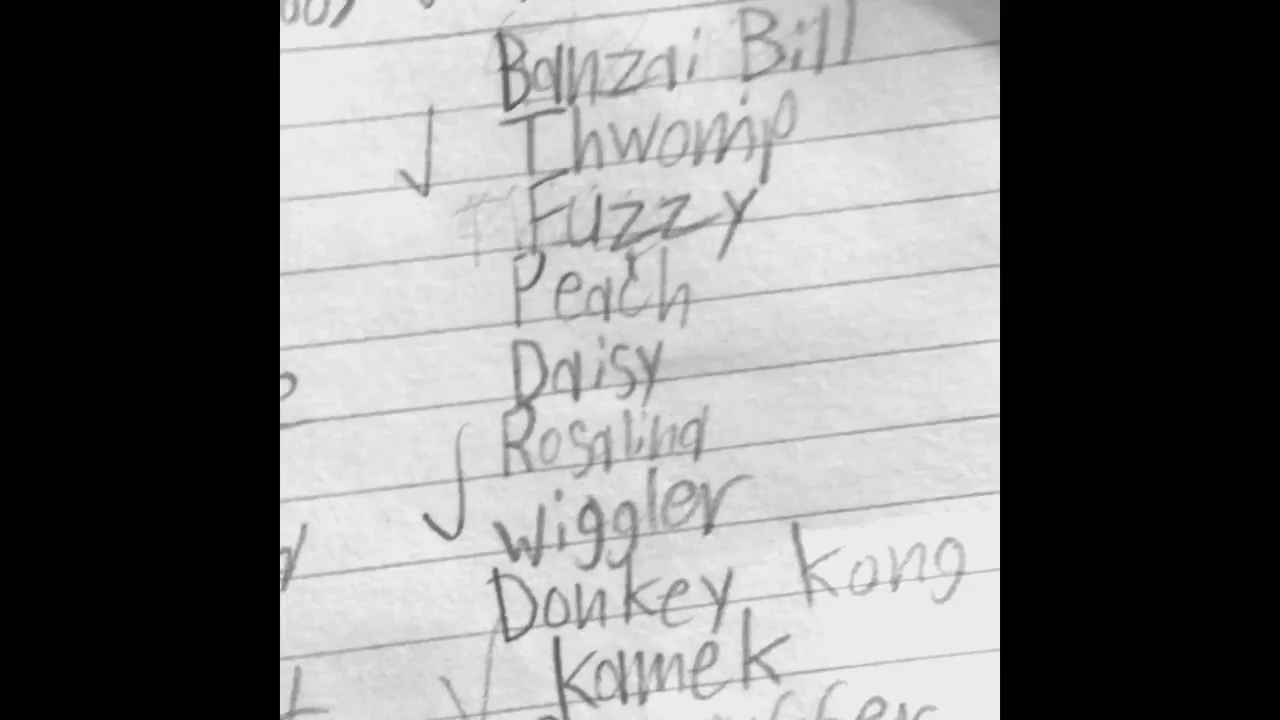 Banzai Bill
Thwomp
Fuzzy
Peach
Daisy
Rosalina
Wiggler
Donkey Kong
Kamek